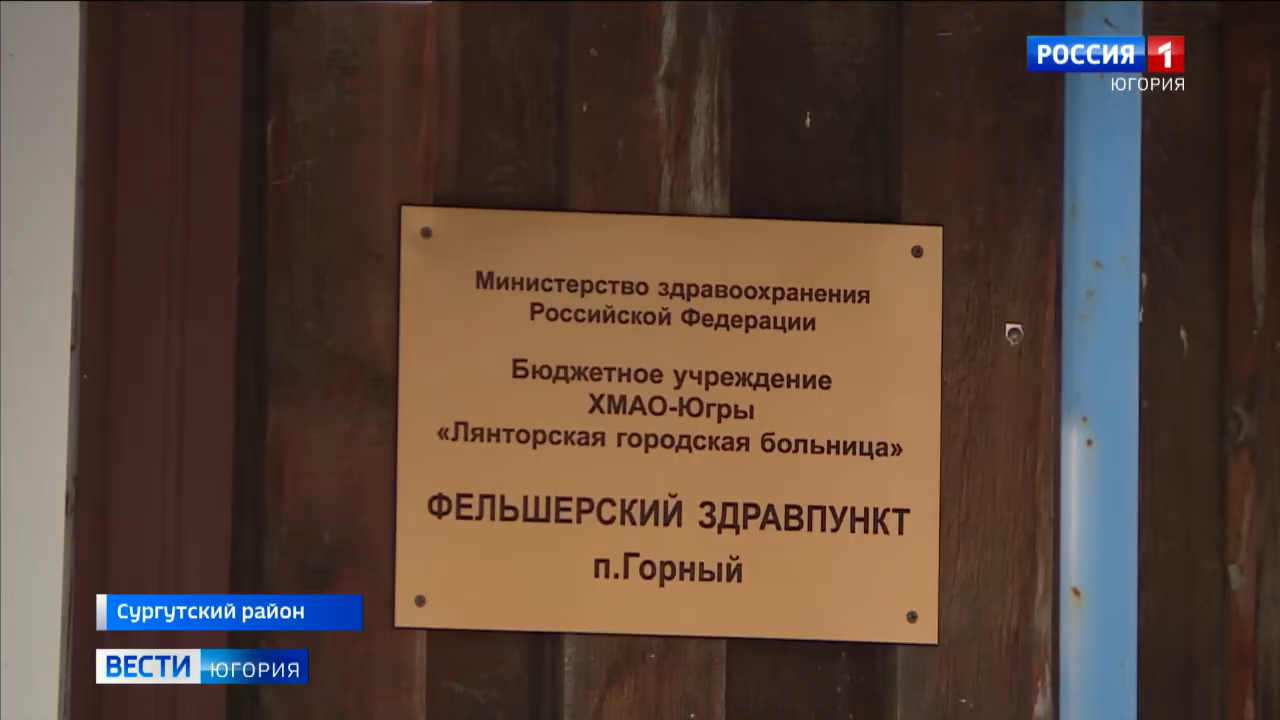 РОССИЯ 1
ЮГОРИЯ
Министерство здравоохранения
Российской Федерации
Бюджетное учреждение
ХМАО-Югры
«Лянторская городская больница»
ФЕЛЬШЕРСКИЙ ЗДРАВПУНКТ
п.Горный
Сургутский район
ВЕСТИ ЮГОРИЯ